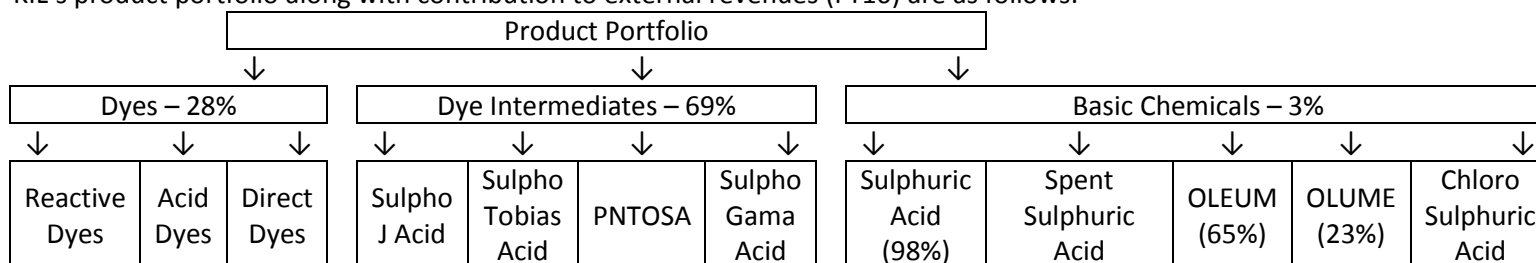 KIL's product portfolio along with contribution to external revenues (FY16) are as follows:
Product Portfolio
Dyes – 28%
Dye Intermediates – 69%
Basic Chemicals – 3%
Reactive
Dyes
Acid
Dyes
Direct
Dyes
Sulpho
J Acid
Sulpho
Tobias
Acid
PNTOSA
Sulpho
Gama
Acid
Sulphuric
Acid
(98%)
Spent
Sulphuric
Acid
OLEUM
(65%)
OLUME
(23%)
Chloro
Sulphuric
Acid